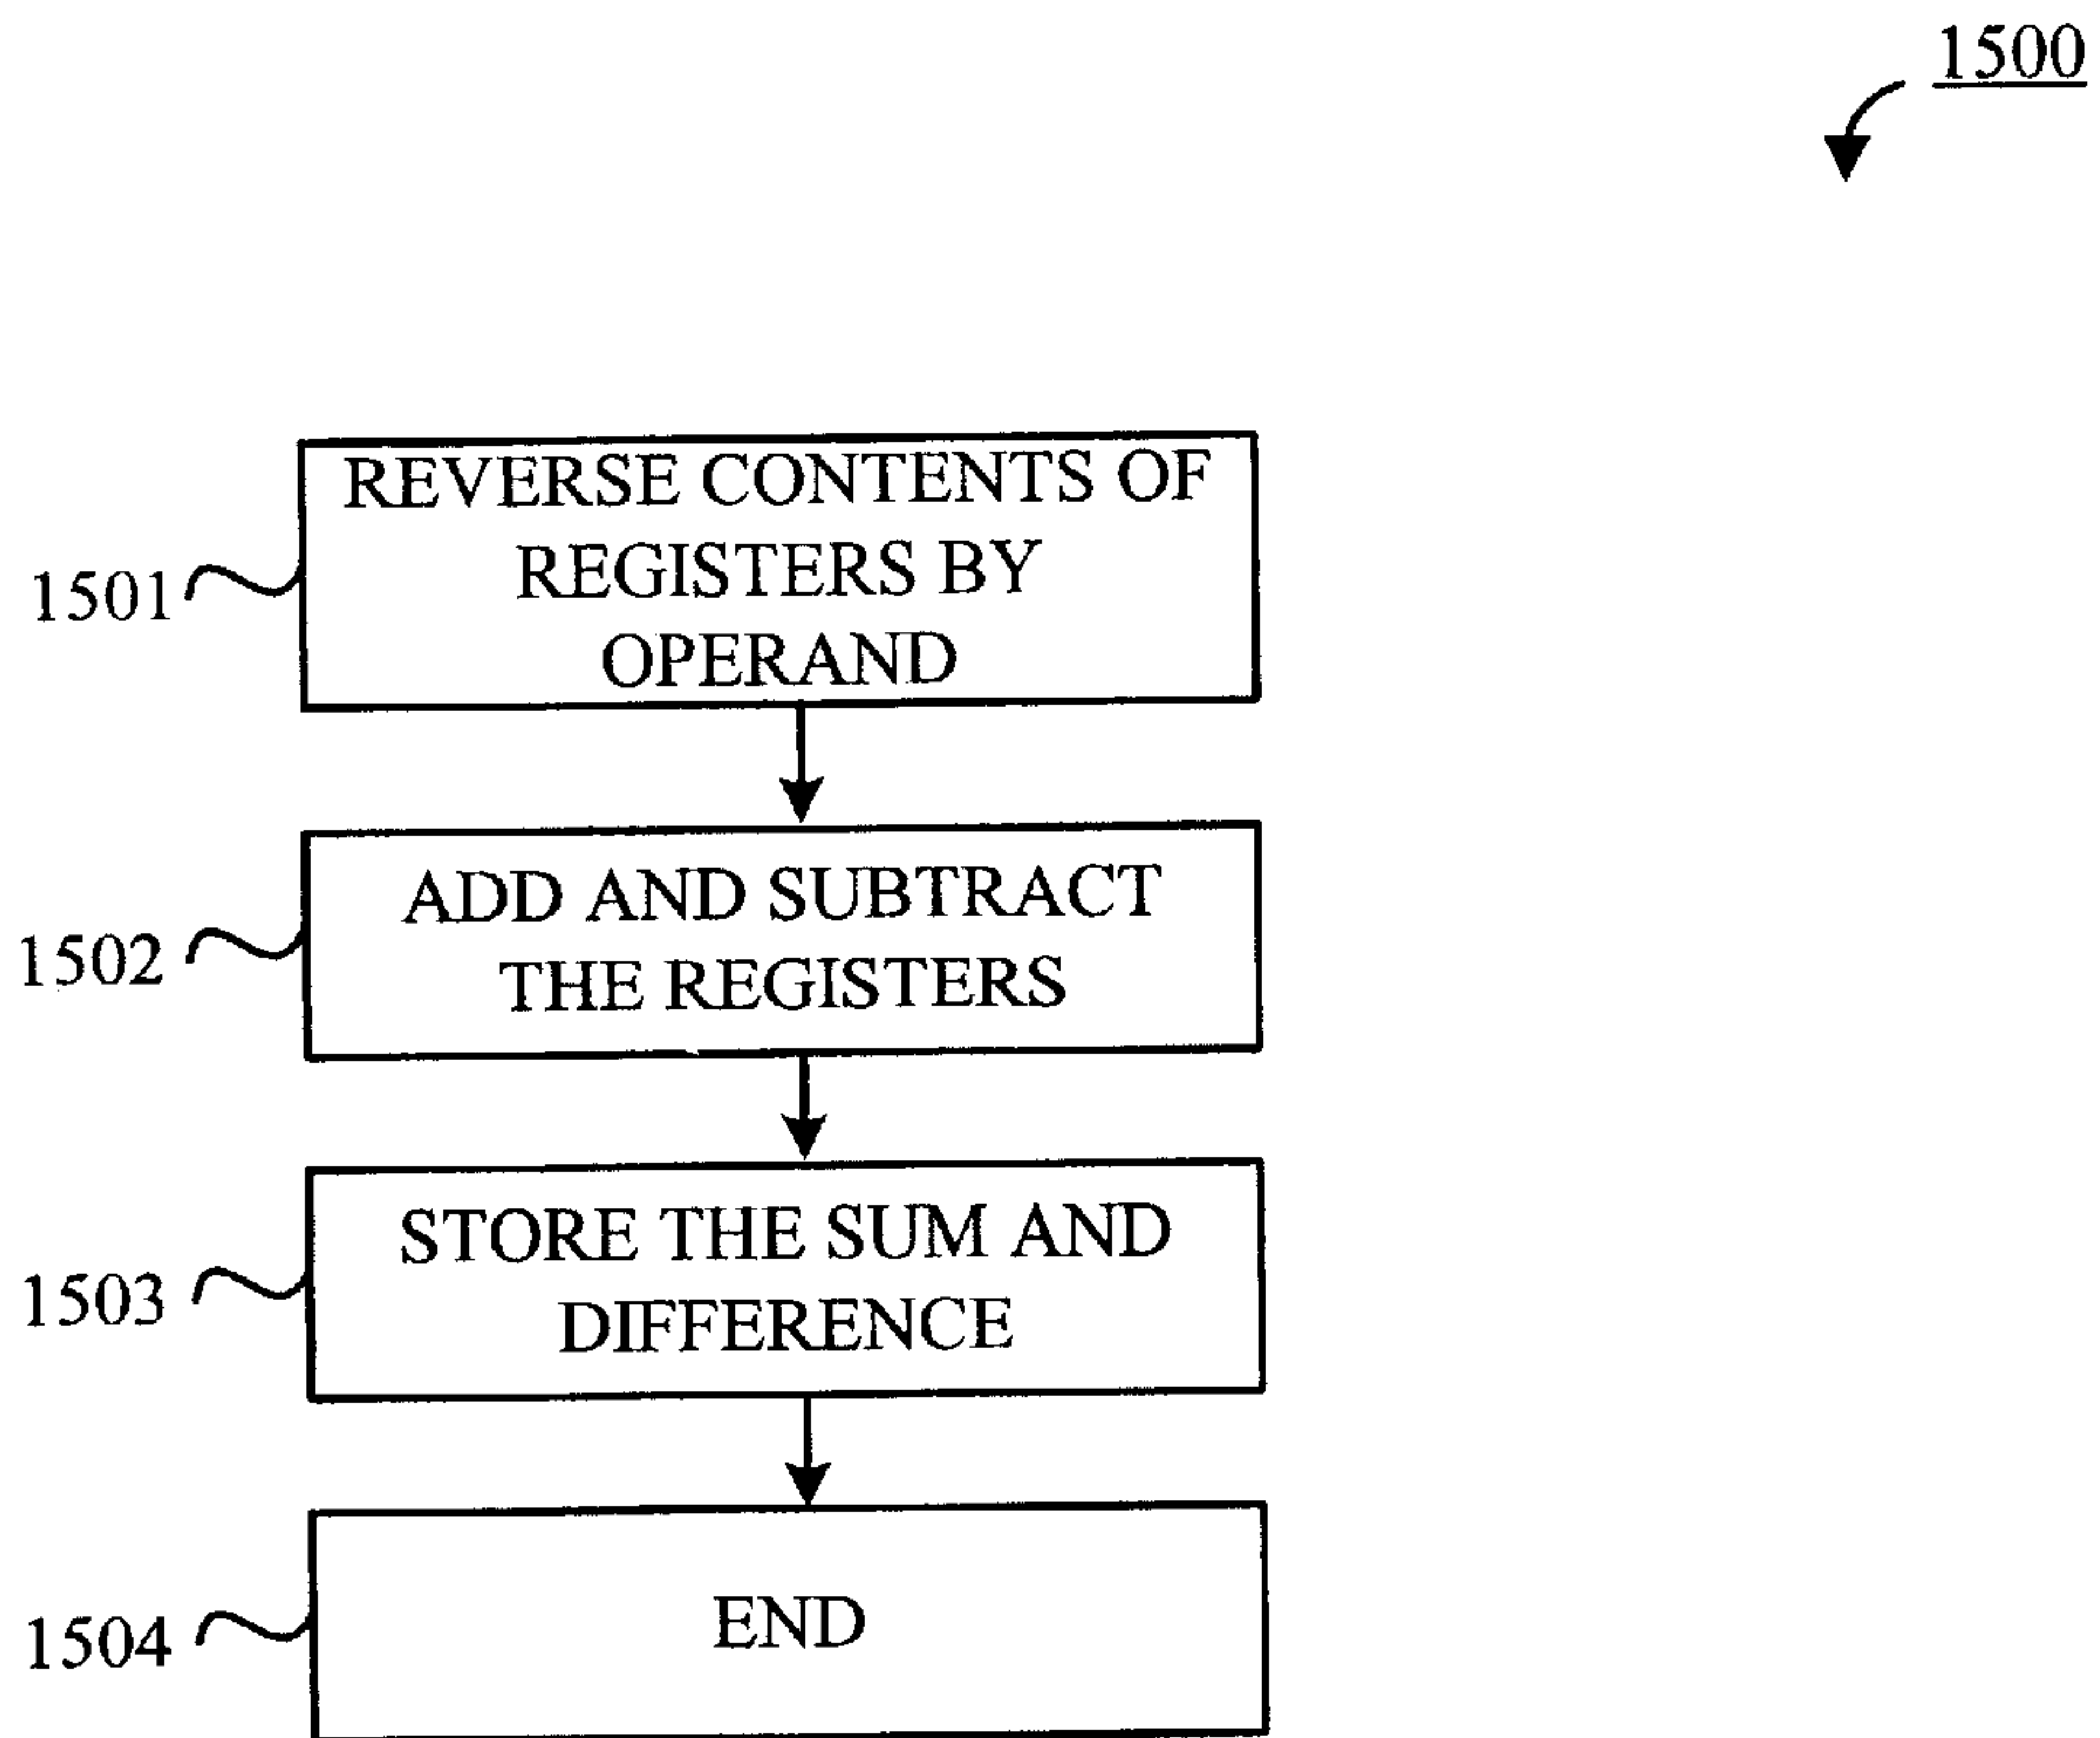 1500
REVERSE CONTENTS OF
REGISTERS BY
OPERAND
1501
ADD AND SUBTRACT
THE REGISTERS
1502
STORE THE SUM AND
DIFFERENCE
1503
END
1504